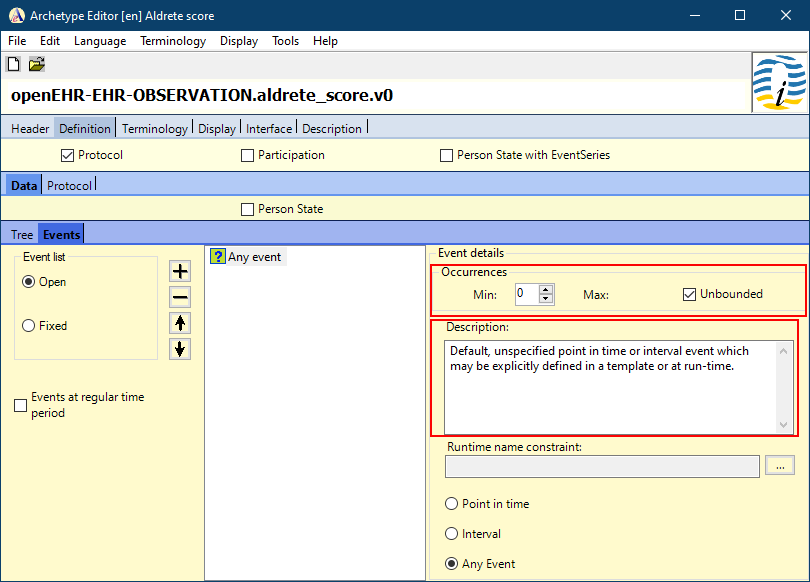 Archetype Editor [en] Aldrete score
File Edit Language Terminology Display Tools Help
openEHR-EHR-OBSERVATION.aldrete_score.v0
Header Definition Terminology Display Interface Description
Protocol Participation Person State with EventSeries
Data Protocol
Person State
Tree Events
Event list
Open
Fixed
Events at regular time
period
? Any event
Event details
Occurrences
Min: 0 Max: Unbounded
Description:
Default, unspecified point in time or interval event which
may be explicitly defined in a template or at run-time.
Runtime name constraint:
...
Point in time
Interval
Any Event